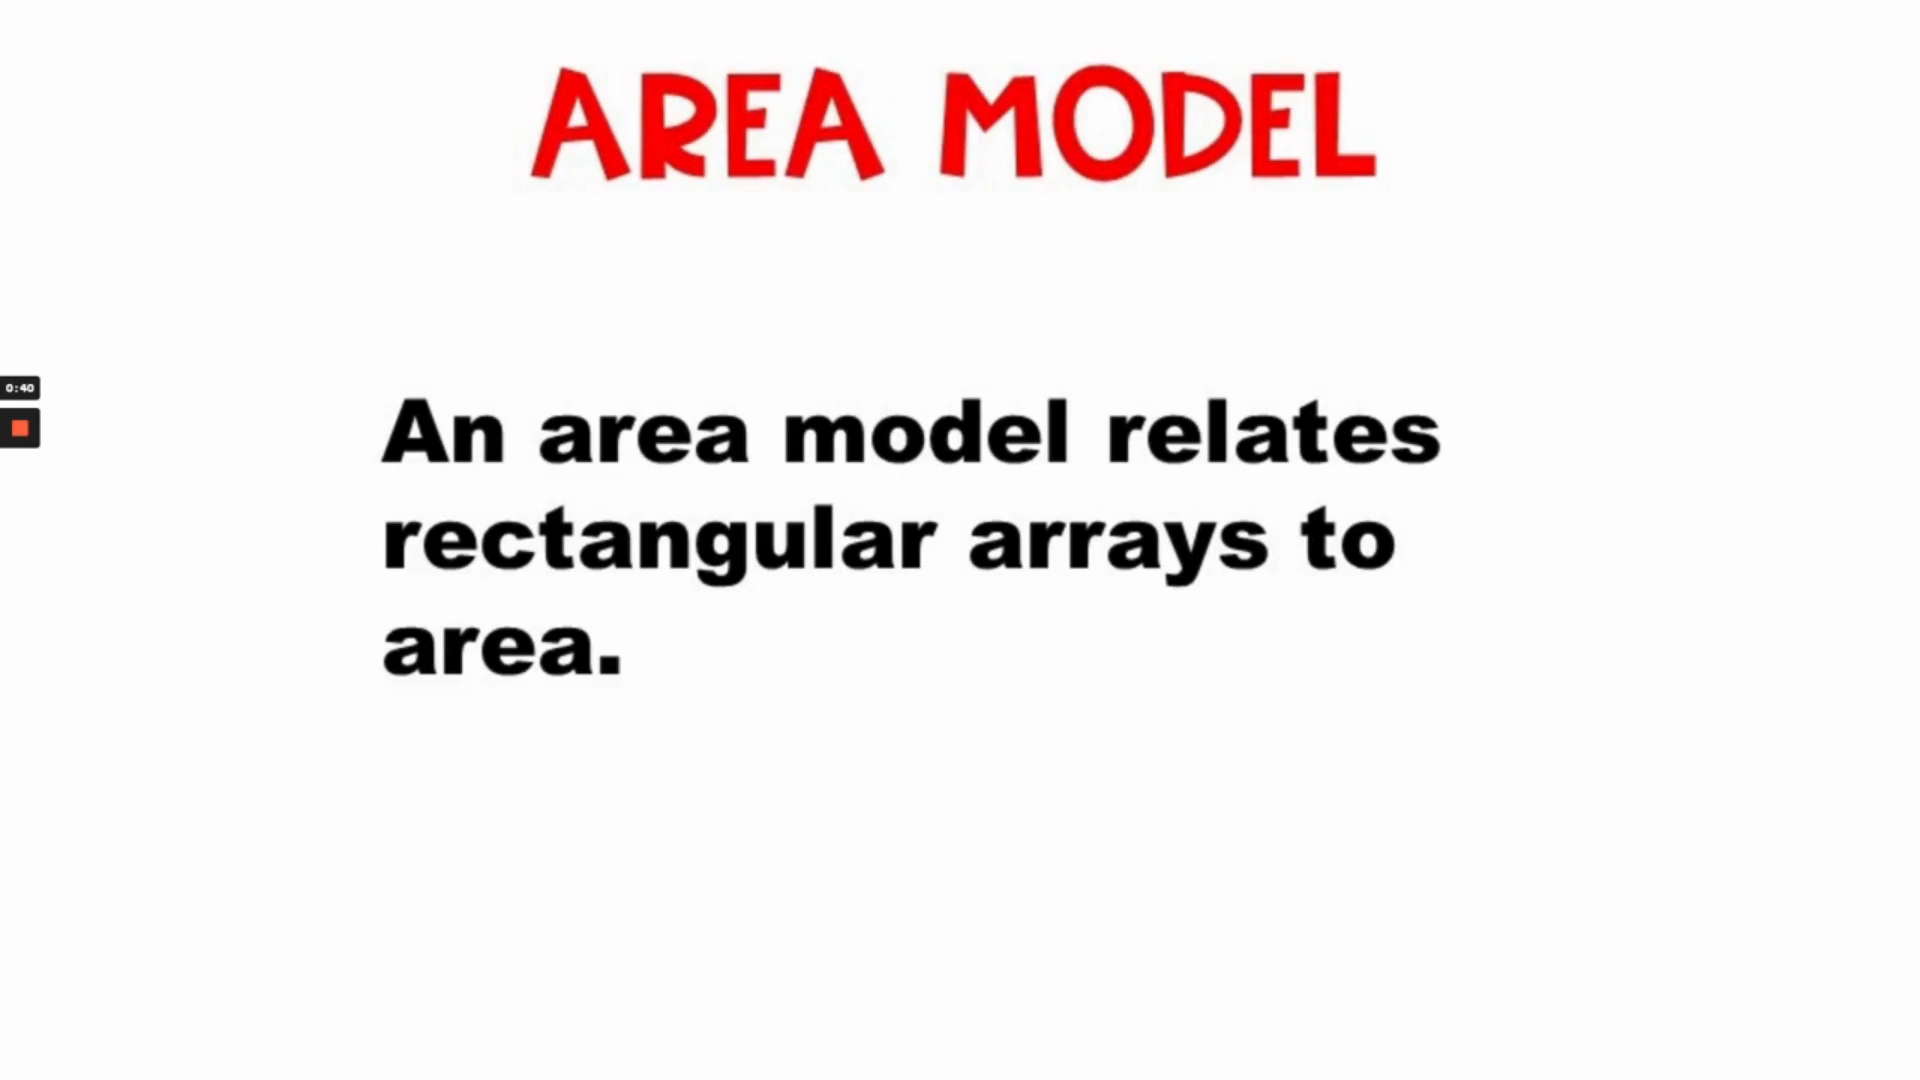 AREA MODEL
0:40
An area model relates
rectangular arrays to
area.